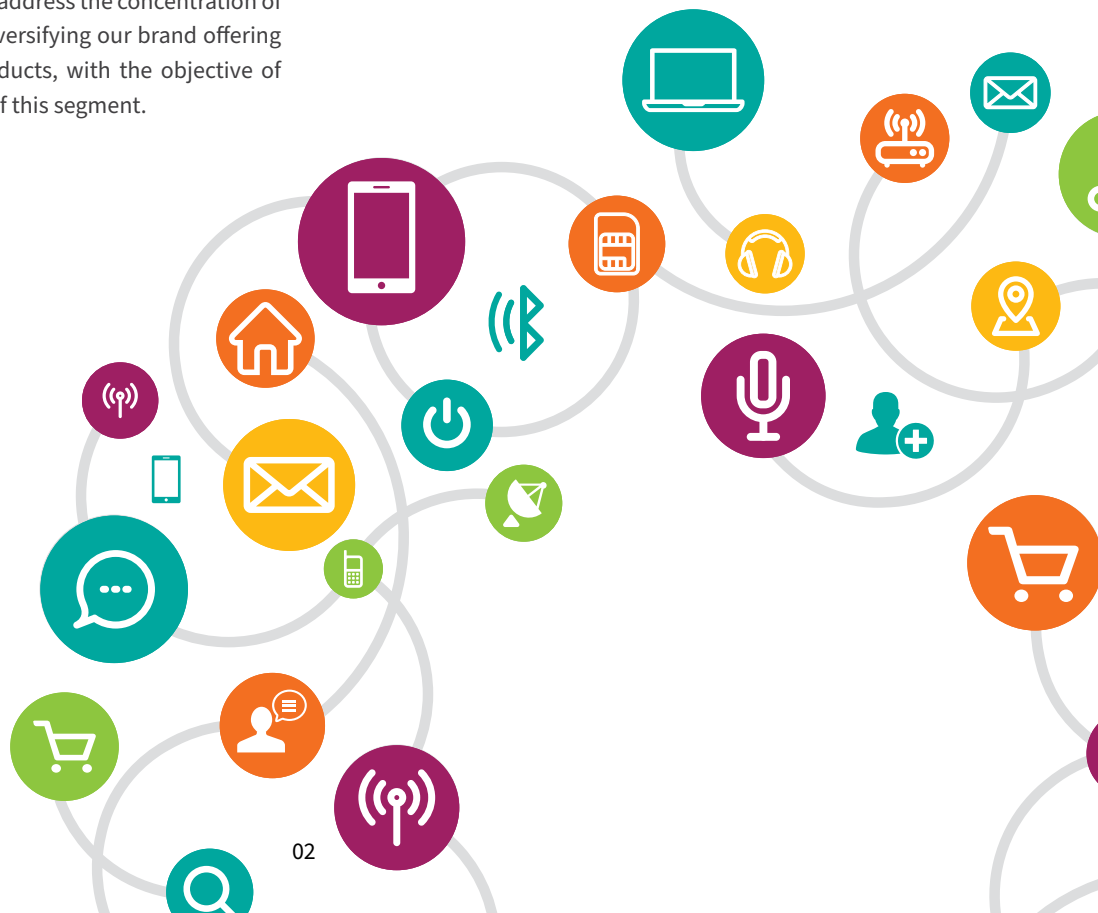 address the concentration of
versifying our brand offering
ducts, with the objective of
f this segment.
02